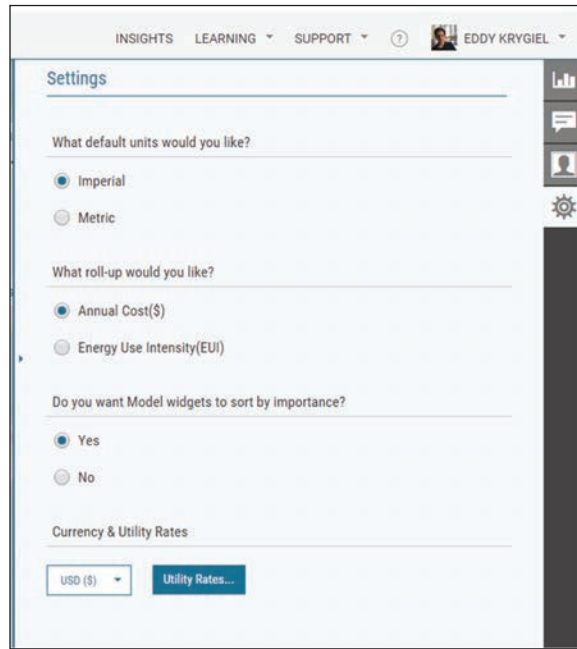 INSIGHTS LEARNING SUPPORT ? EDDY KRYGIEL
Settings
What default units would you like?
Imperial
Metric
What roll-up would you like?
Annual Cost($)
Energy Use Intensity(EUI)
Do you want Model widgets to sort by importance?
Yes
No
Currency & Utility Rates
USD ($) Utility Rates...